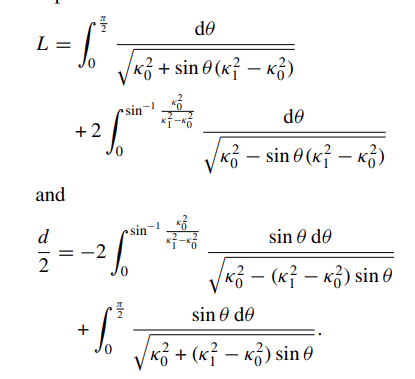 L = ∫_0^{π/2} dθ / √(κ_0^2 + sin θ(κ_1^2 − κ_0^2))
+ 2 ∫_0^{sin^{−1} κ_0^2/(κ_1^2−κ_0^2)} dθ / √(κ_0^2 − sin θ(κ_1^2 − κ_0^2))
and
d/2 = −2 ∫_0^{sin^{−1} κ_0^2/(κ_1^2−κ_0^2)} sin θ dθ / √(κ_0^2 − (κ_1^2 − κ_0^2) sin θ)
+ ∫_0^{π/2} sin θ dθ / √(κ_0^2 + (κ_1^2 − κ_0^2) sin θ).